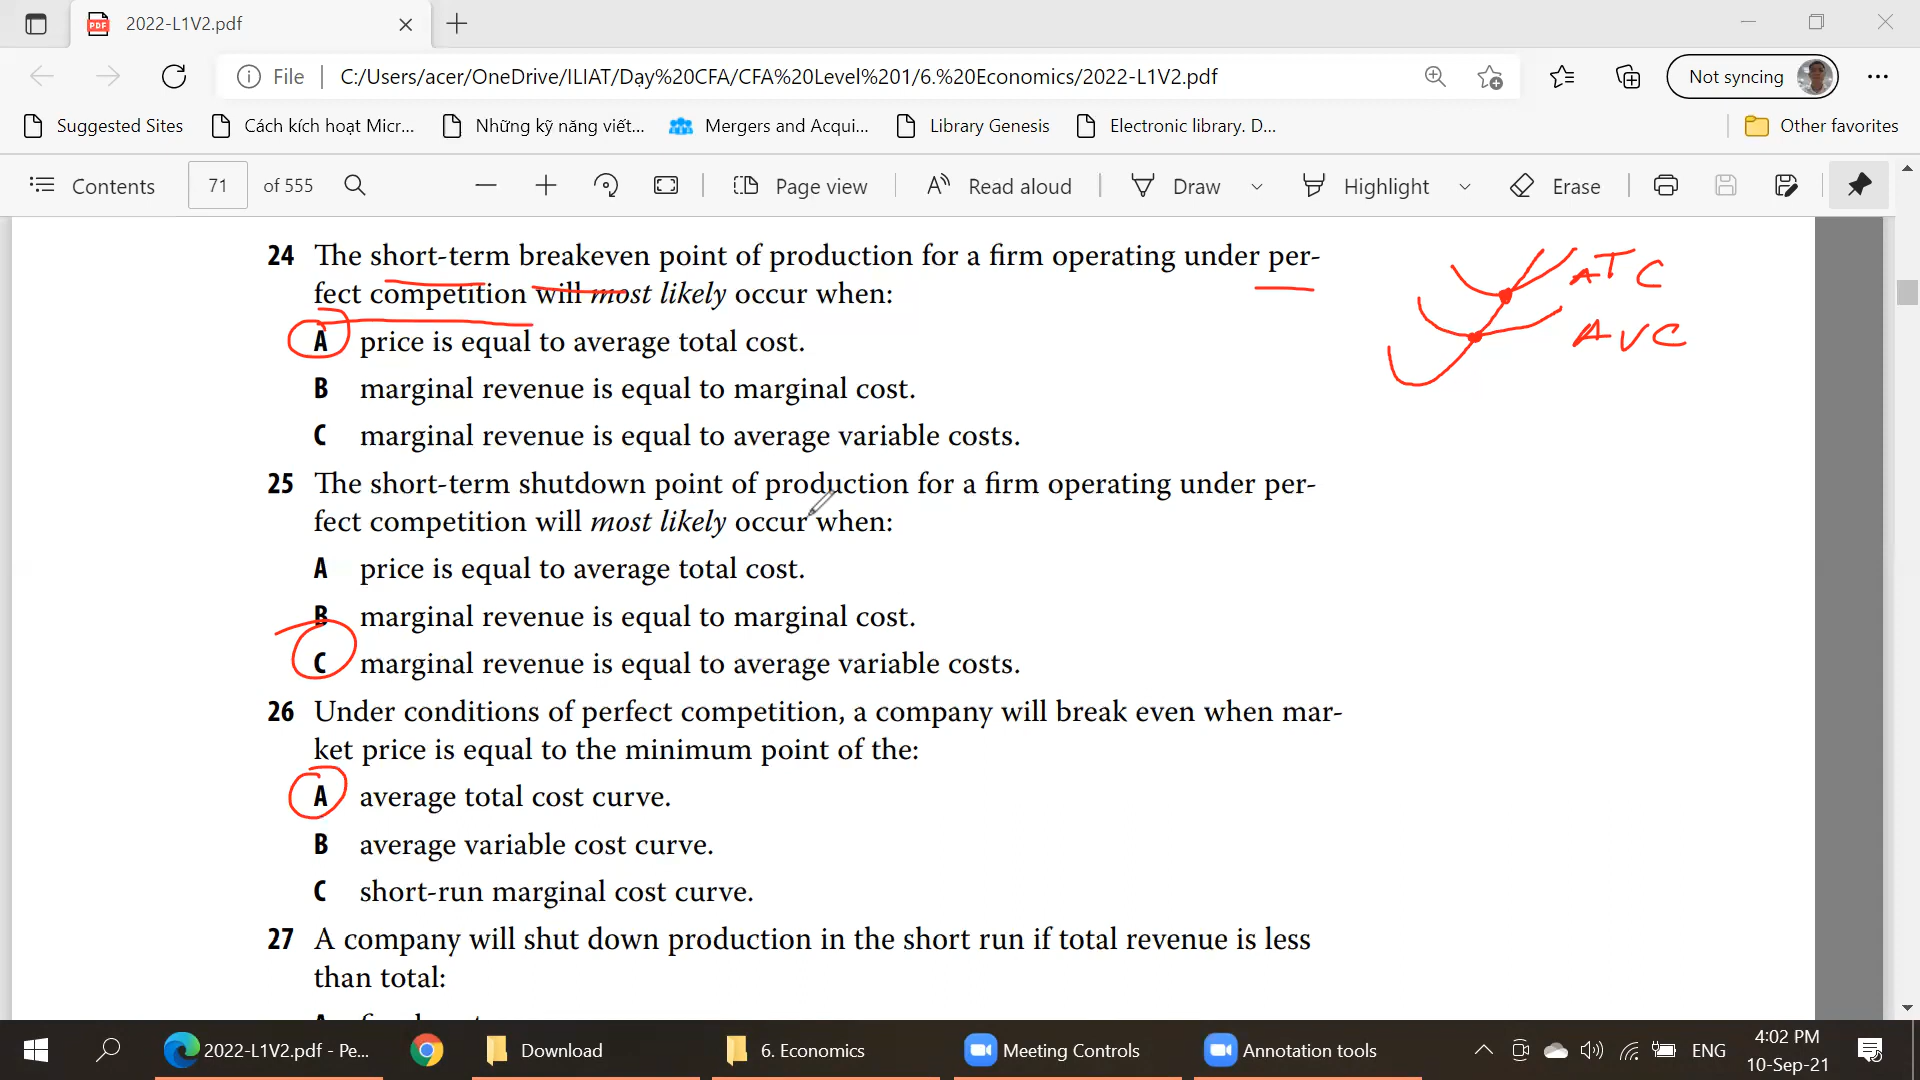 2022-L1V2.pdf
File
C:/Users/acer/OneDrive/ILIAT/Dạy%20CFA/CFA%20Level%201/6.%20Economics/2022-L1V2.pdf
Not syncing
Suggested Sites
Cách kích hoạt Micr...
Những kỹ năng viết...
Mergers and Acqui...
Library Genesis
Electronic library. D...
Other favorites
Contents
71
of 555
Page view
Read aloud
Draw
Highlight
Erase
24 The short-term breakeven point of production for a firm operating under per-
fect competition will most likely occur when:
A price is equal to average total cost.
B marginal revenue is equal to marginal cost.
C marginal revenue is equal to average variable costs.
ATC
AVC
25 The short-term shutdown point of production for a firm operating under per-
fect competition will most likely occur when:
A price is equal to average total cost.
B marginal revenue is equal to marginal cost.
C marginal revenue is equal to average variable costs.
26 Under conditions of perfect competition, a company will break even when mar-
ket price is equal to the minimum point of the:
A average total cost curve.
B average variable cost curve.
C short-run marginal cost curve.
27 A company will shut down production in the short run if total revenue is less
than total:
2022-L1V2.pdf - Pe...
Download
6. Economics
Meeting Controls
Annotation tools
ENG
4:02 PM
10-Sep-21